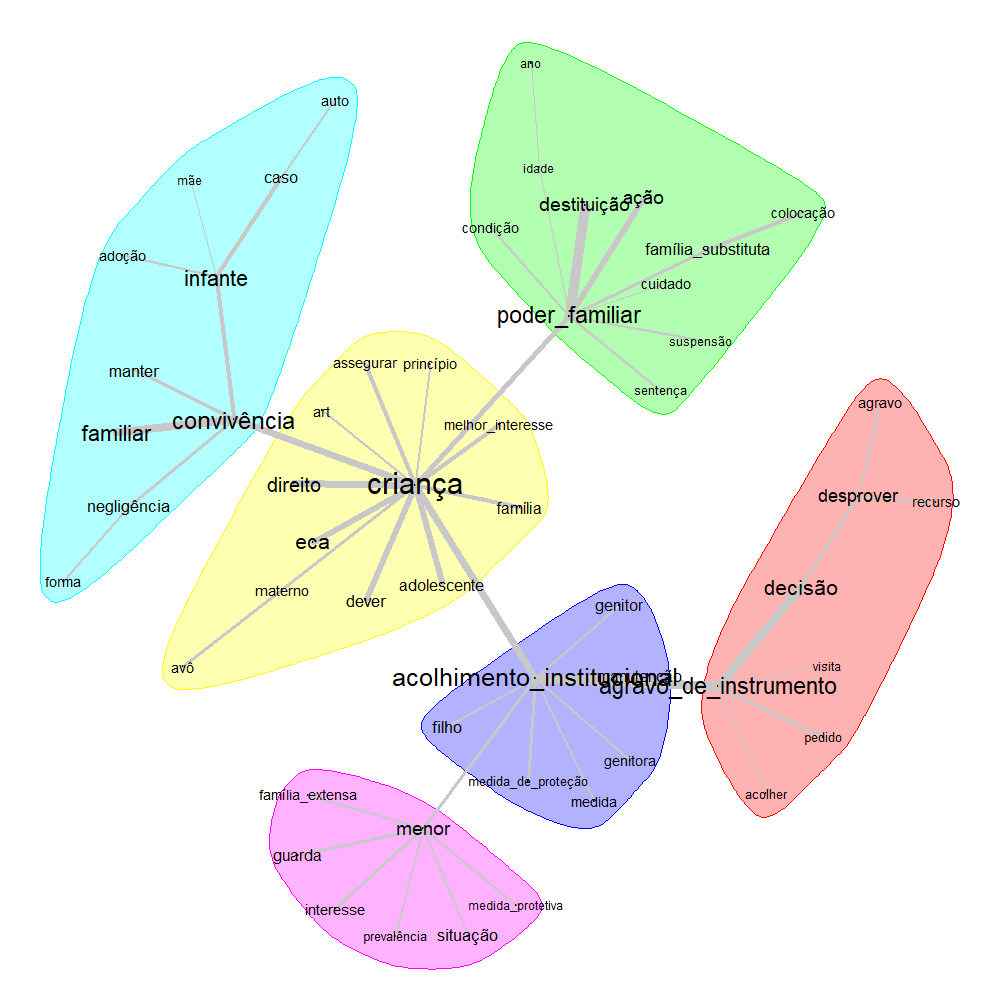 ano
auto
idade
caso
mãe
destituição
ação
colocação
condição
adoção
família_substituta
infante
cuidado
poder_familiar
suspensão
assegurar
princípio
manter
sentença
agravo
art
convivência
melhor_interesse
familiar
criança
direito
desprover
recurso
negligência
família
eca
forma
adolescente
decisão
materno
dever
genitor
avô
visita
acolhimento_institucional
manutenção
agravo_de_instrumento
filho
pedido
genitora
medida_de_proteção
família_extensa
acolher
medida
menor
guarda
medida_protetiva
interesse
prevalência
situação